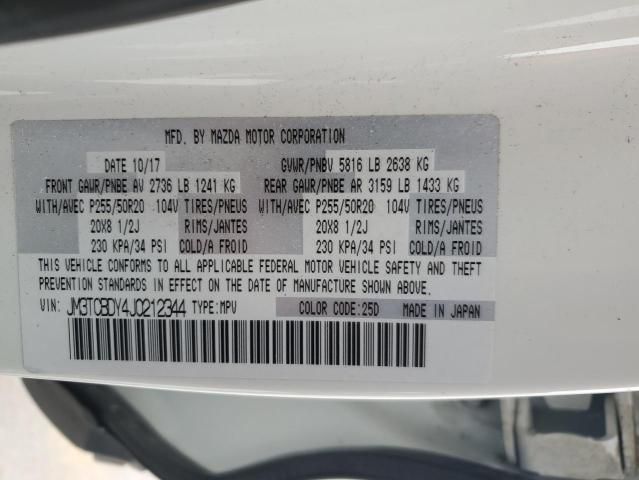 MFD. BY MAZDA MOTOR CORPORATION
DATE 10/17 GVWR/PNBV 5816 LB 2638 KG
FRONT GAWR/PNBE AV 2736 LB 1241 KG REAR GAWR/PNBE AR 3159 LB 1433 KG
WITH/AVEC P255/50R20 104V TIRES/PNEUS WITH/AVEC P255/50R20 104V TIRES/PNEUS
20X8 1/2J RIMS/JANTES 20X8 1/2J RIMS/JANTES
230 KPA/34 PSI COLD/A FROID 230 KPA/34 PSI COLD/A FROID
THIS VEHICLE CONFORMS TO ALL APPLICABLE FEDERAL MOTOR VEHICLE SAFETY AND THEFT
PREVENTION STANDARDS IN EFFECT ON THE DATE OF MANUFACTURE SHOWN ABOVE.
VIN: JM3TCBDY4J0212344 TYPE:MPV COLOR CODE:25D MADE IN JAPAN